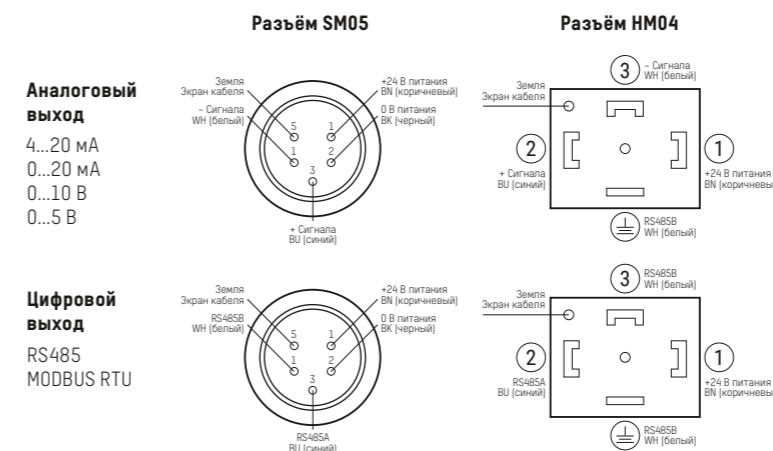 Разъём SM05
Разъём HM04
Аналоговый
выход
4...20 мА
0...20 мА
0...10 В
0...5 В
Земля
Экран кабеля
– Сигнала
WH (белый)
+24 В питания
BN (коричневый)
0 В питания
BK (черный)
5
1
1
2
3
+ Сигнала
BU (синий)
3
– Сигнала
WH (белый)
Земля
Экран кабеля
2
+ Сигнала
BU (синий)
1
+24 В питания
BN (коричневы
RS485B
WH (белый)
Цифровой
выход
RS485
MODBUS RTU
Земля
Экран кабеля
RS485B
WH (белый)
+24 В питания
BN (коричневый)
0 В питания
BK (черный)
5
1
1
2
3
RS485A
BU (синий)
3
RS485B
WH (белый)
Земля
Экран кабеля
2
RS485A
BU (синий)
1
+24 В питания
BN (коричневы
RS485B
WH (белый)